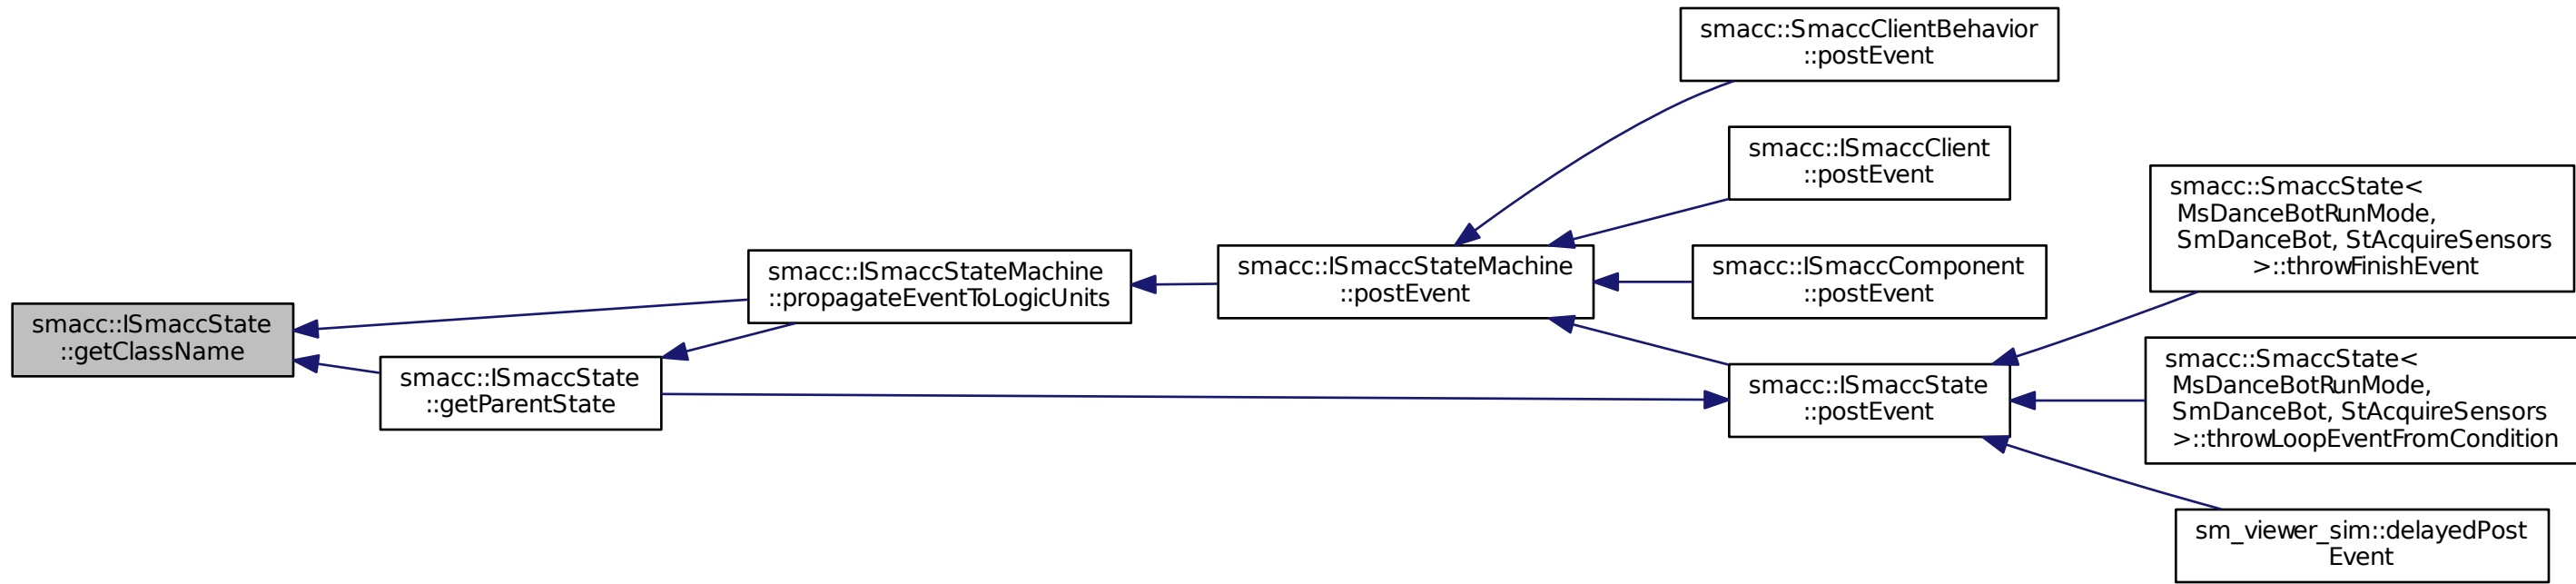 smacc::ISmaccState
::getClassName
smacc::ISmaccStateMachine
::propagateEventToLogicUnits
smacc::ISmaccState
::getParentState
smacc::ISmaccStateMachine
::postEvent
smacc::SmaccClientBehavior
::postEvent
smacc::ISmaccClient
::postEvent
smacc::ISmaccComponent
::postEvent
smacc::ISmaccState
::postEvent
smacc::SmaccState<
MsDanceBotRunMode,
SmDanceBot, StAcquireSensors
>::throwFinishEvent
smacc::SmaccState<
MsDanceBotRunMode,
SmDanceBot, StAcquireSensors
>::throwLoopEventFromCondition
sm_viewer_sim::delayedPost
Event